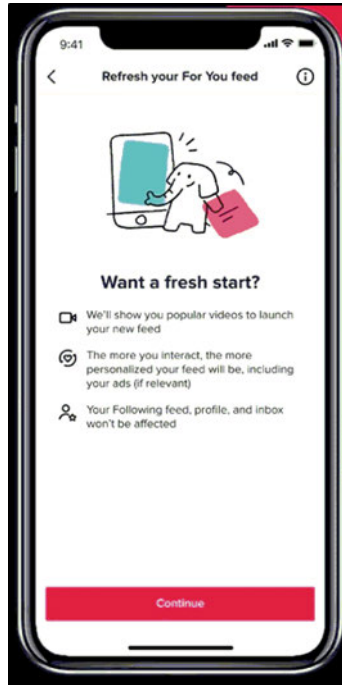 9:41
Refresh your For You feed
Want a fresh start?
We'll show you popular videos to launch
your new feed
The more you interact, the more
personalized your feed will be, including
your ads (if relevant)
Your Following feed, profile, and inbox
won't be affected
Continue